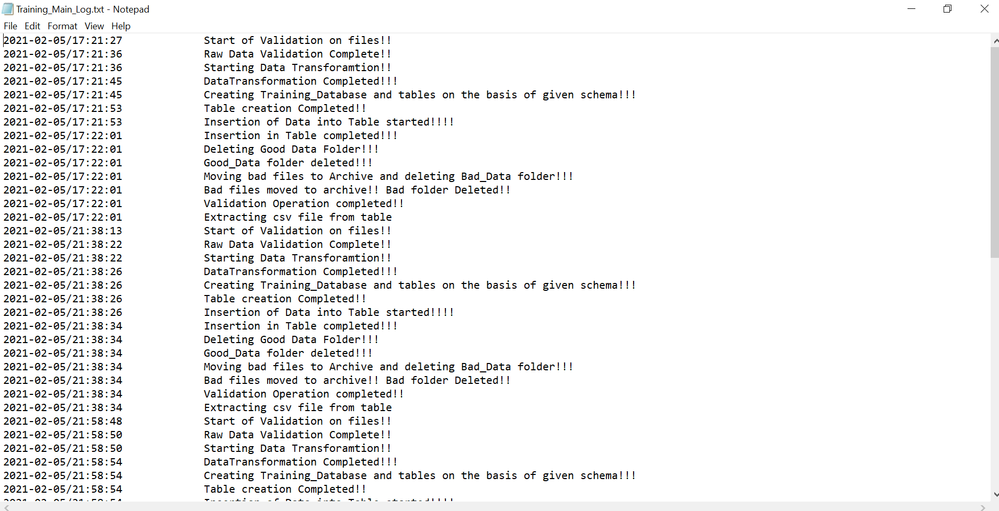 Training_Main_Log.txt - Notepad
File Edit Format View Help
2021-02-05/17:21:27 Start of Validation on files!!
2021-02-05/17:21:36 Raw Data Validation Complete!!
2021-02-05/17:21:36 Starting Data Transforamtion!!
2021-02-05/17:21:45 DataTransformation Completed!!!
2021-02-05/17:21:45 Creating Training_Database and tables on the basis of given schema!!!
2021-02-05/17:21:53 Table creation Completed!!
2021-02-05/17:21:53 Insertion of Data into Table started!!!!
2021-02-05/17:22:01 Insertion in Table completed!!!
2021-02-05/17:22:01 Deleting Good Data Folder!!!
2021-02-05/17:22:01 Good_Data folder deleted!!!
2021-02-05/17:22:01 Moving bad files to Archive and deleting Bad_Data folder!!!
2021-02-05/17:22:01 Bad files moved to archive!! Bad folder Deleted!!
2021-02-05/17:22:01 Validation Operation completed!!
2021-02-05/17:22:01 Extracting csv file from table
2021-02-05/21:38:13 Start of Validation on files!!
2021-02-05/21:38:22 Raw Data Validation Complete!!
2021-02-05/21:38:22 Starting Data Transforamtion!!
2021-02-05/21:38:26 DataTransformation Completed!!!
2021-02-05/21:38:26 Creating Training_Database and tables on the basis of given schema!!!
2021-02-05/21:38:26 Table creation Completed!!
2021-02-05/21:38:26 Insertion of Data into Table started!!!!
2021-02-05/21:38:34 Insertion in Table completed!!!
2021-02-05/21:38:34 Deleting Good Data Folder!!!
2021-02-05/21:38:34 Good_Data folder deleted!!!
2021-02-05/21:38:34 Moving bad files to Archive and deleting Bad_Data folder!!!
2021-02-05/21:38:34 Bad files moved to archive!! Bad folder Deleted!!
2021-02-05/21:38:34 Validation Operation completed!!
2021-02-05/21:38:34 Extracting csv file from table
2021-02-05/21:58:48 Start of Validation on files!!
2021-02-05/21:58:50 Raw Data Validation Complete!!
2021-02-05/21:58:50 Starting Data Transforamtion!!
2021-02-05/21:58:54 DataTransformation Completed!!!
2021-02-05/21:58:54 Creating Training_Database and tables on the basis of given schema!!!
2021-02-05/21:58:54 Table creation Completed!!